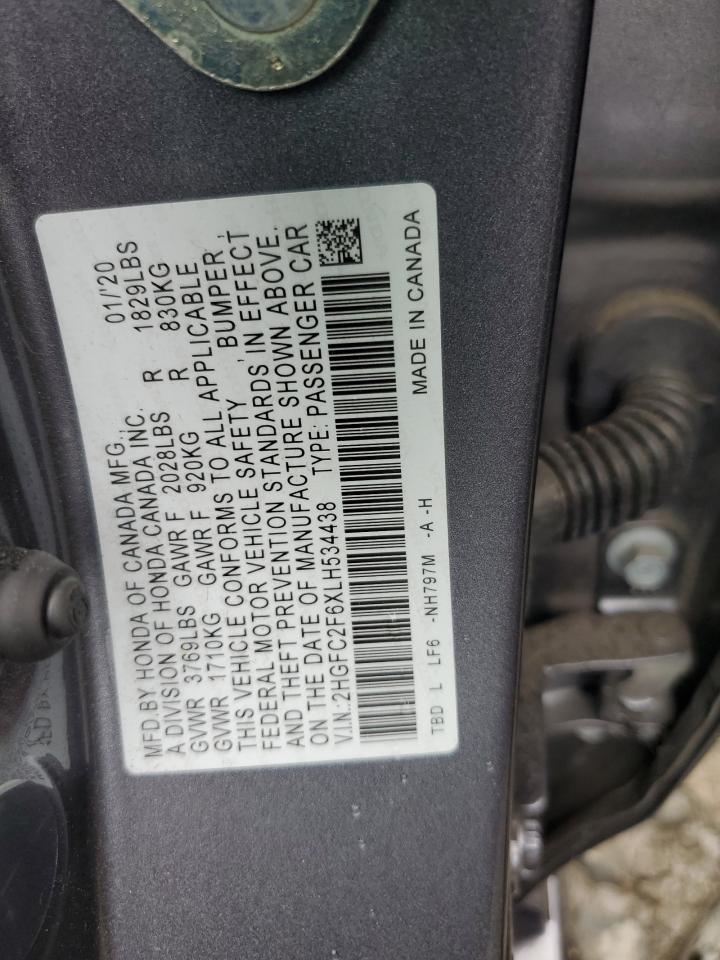 MFD.BY HONDA OF CANADA MFG., 01/'20
A DIVISION OF HONDA CANADA INC.
GVWR 3769LBS GAWR F 2028LBS R 1829LBS
GVWR 1710KG GAWR F 920KG R 830KG
THIS VEHICLE CONFORMS TO ALL APPLICABLE
FEDERAL MOTOR VEHICLE SAFETY, BUMPER,
AND THEFT PREVENTION STANDARDS IN EFFECT
ON THE DATE OF MANUFACTURE SHOWN ABOVE.
V.I.N.:2HGFC2F6XLH534438 TYPE: PASSENGER CAR
TBD L LF6 -NH797M -A -H MADE IN CANADA